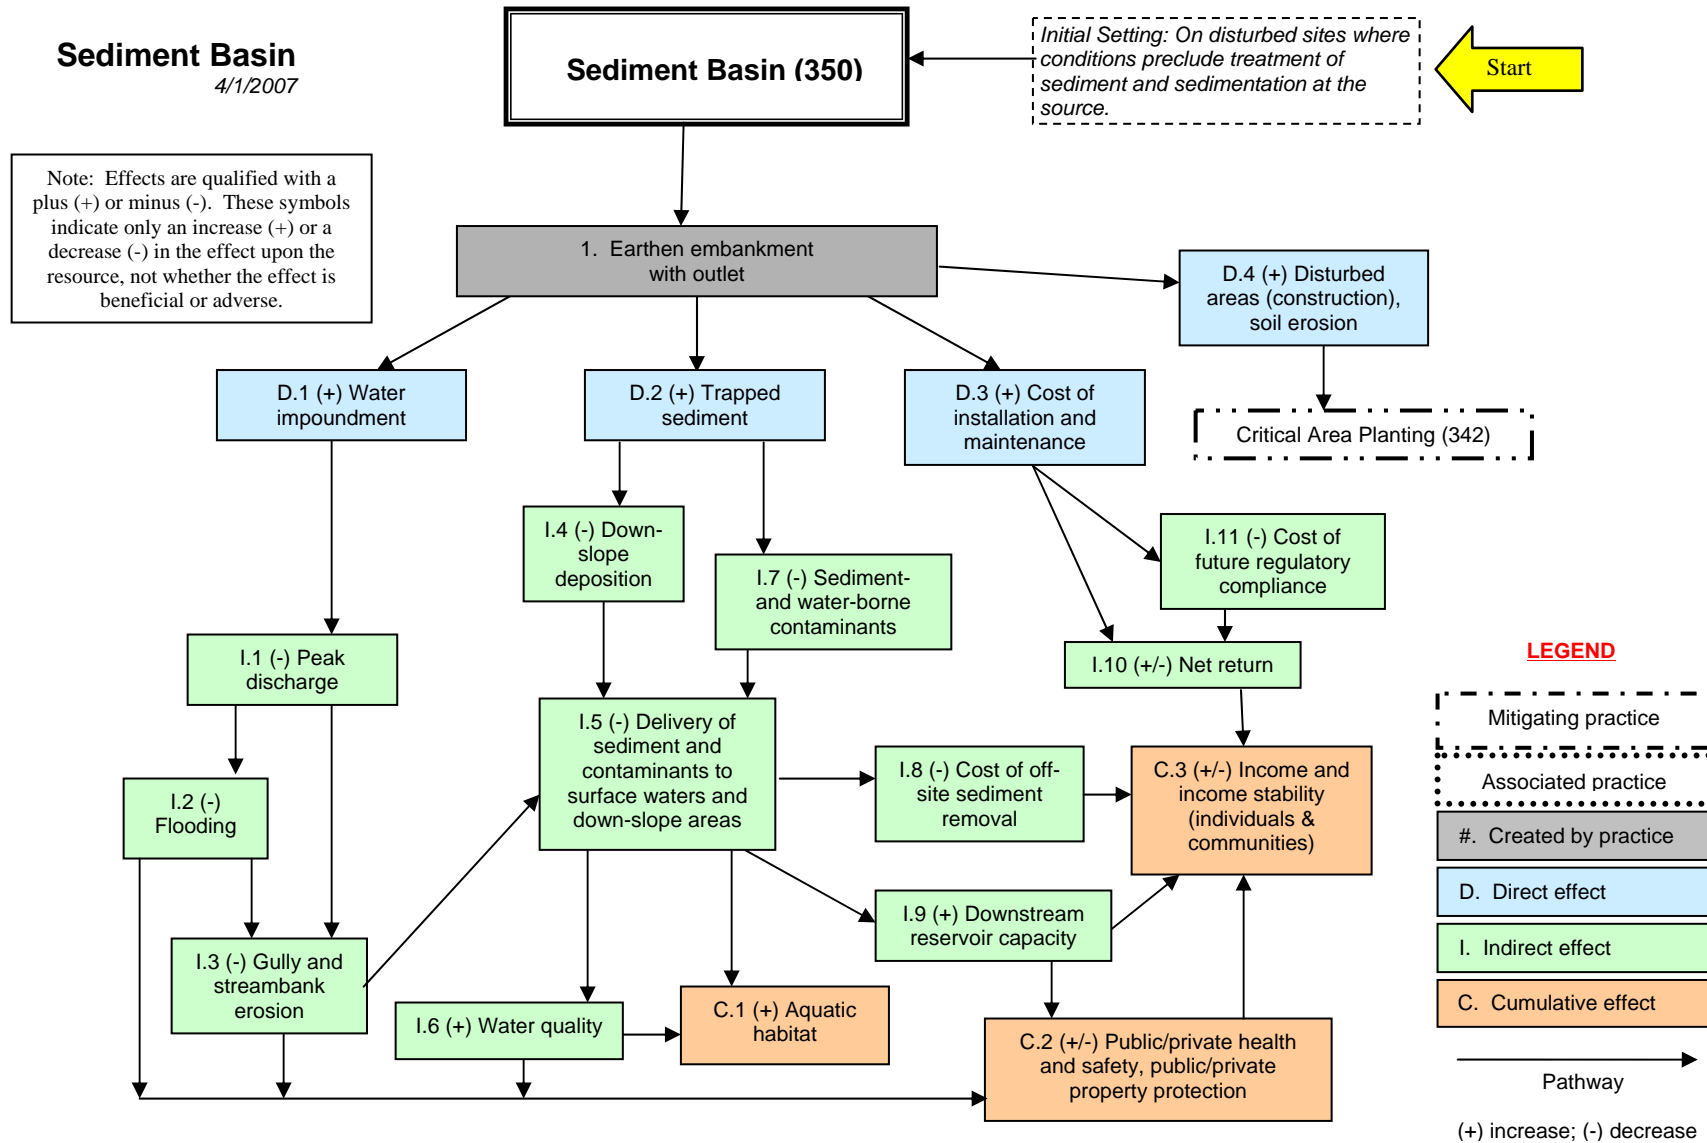 Sediment Basin
4/1/2007
Sediment Basin (350)
Initial Setting: On disturbed sites where
conditions preclude treatment of
sediment and sedimentation at the
source.
Start
Note: Effects are qualified with a
plus (+) or minus (-). These symbols
indicate only an increase (+) or a
decrease (-) in the effect upon the
resource, not whether the effect is
beneficial or adverse.
1. Earthen embankment
with outlet
D.4 (+) Disturbed
areas (construction),
soil erosion
D.1 (+) Water
impoundment
D.2 (+) Trapped
sediment
D.3 (+) Cost of
installation and
maintenance
Critical Area Planting (342)
I.4 (-) Down-
slope
deposition
I.7 (-) Sediment-
and water-borne
contaminants
I.11 (-) Cost of
future regulatory
compliance
I.1 (-) Peak
discharge
I.10 (+/-) Net return
I.5 (-) Delivery of
sediment and
contaminants to
surface waters and
down-slope areas
I.8 (-) Cost of off-
site sediment
removal
C.3 (+/-) Income and
income stability
(individuals &
communities)
I.2 (-)
Flooding
I.9 (+) Downstream
reservoir capacity
I.3 (-) Gully and
streambank
erosion
I.6 (+) Water quality
C.1 (+) Aquatic
habitat
C.2 (+/-) Public/private health
and safety, public/private
property protection
LEGEND
Mitigating practice
Associated practice
#. Created by practice
D. Direct effect
I. Indirect effect
C. Cumulative effect
Pathway
(+) increase; (-) decrease